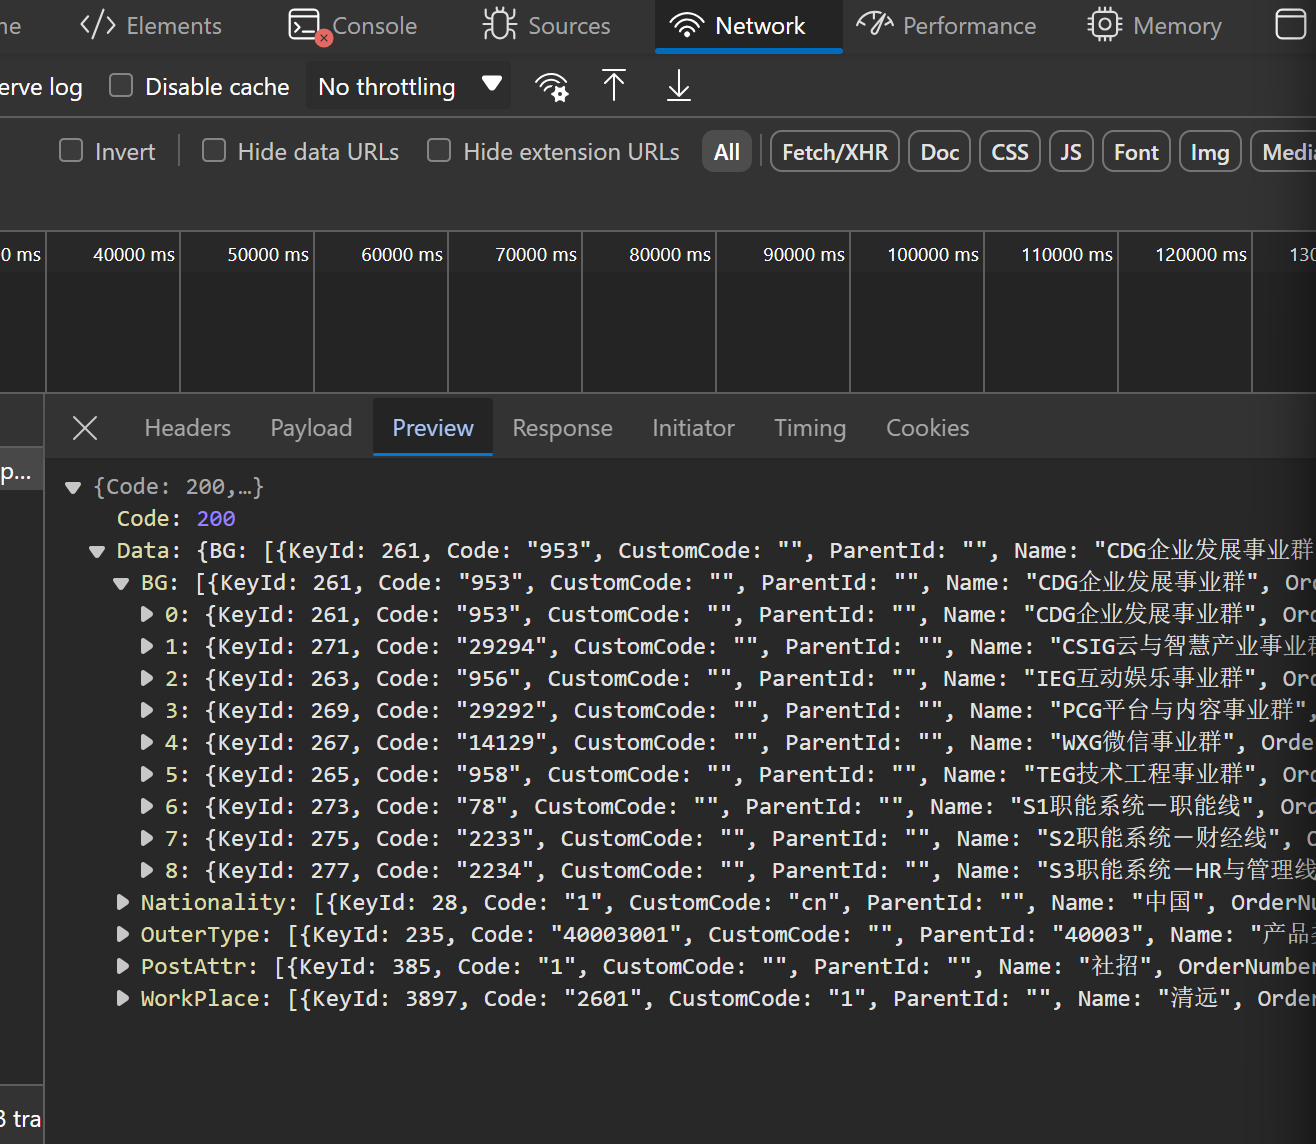 ne Elements Console Sources Network Performance Memory
erve log Disable cache No throttling
Invert Hide data URLs Hide extension URLs All Fetch/XHR Doc CSS JS Font Img Media
0 ms 40000 ms 50000 ms 60000 ms 70000 ms 80000 ms 90000 ms 100000 ms 110000 ms 120000 ms 130
Headers Payload Preview Response Initiator Timing Cookies
p...
{Code: 200,…}
Code: 200
Data: {BG: [{KeyId: 261, Code: "953", CustomCode: "", ParentId: "", Name: "CDG企业发展事业群
BG: [{KeyId: 261, Code: "953", CustomCode: "", ParentId: "", Name: "CDG企业发展事业群", Ord
0: {KeyId: 261, Code: "953", CustomCode: "", ParentId: "", Name: "CDG企业发展事业群", Ord
1: {KeyId: 271, Code: "29294", CustomCode: "", ParentId: "", Name: "CSIG云与智慧产业事业群
2: {KeyId: 263, Code: "956", CustomCode: "", ParentId: "", Name: "IEG互动娱乐事业群", Ord
3: {KeyId: 269, Code: "29292", CustomCode: "", ParentId: "", Name: "PCG平台与内容事业群",
4: {KeyId: 267, Code: "14129", CustomCode: "", ParentId: "", Name: "WXG微信事业群", Orde
5: {KeyId: 265, Code: "958", CustomCode: "", ParentId: "", Name: "TEG技术工程事业群", Ord
6: {KeyId: 273, Code: "78", CustomCode: "", ParentId: "", Name: "S1职能系统－职能线", Ord
7: {KeyId: 275, Code: "2233", CustomCode: "", ParentId: "", Name: "S2职能系统－财经线", O
8: {KeyId: 277, Code: "2234", CustomCode: "", ParentId: "", Name: "S3职能系统－HR与管理线
Nationality: [{KeyId: 28, Code: "1", CustomCode: "cn", ParentId: "", Name: "中国", OrderNu
OuterType: [{KeyId: 235, Code: "40003001", CustomCode: "", ParentId: "40003", Name: "产品类
PostAttr: [{KeyId: 385, Code: "1", CustomCode: "", ParentId: "", Name: "社招", OrderNumber
WorkPlace: [{KeyId: 3897, Code: "2601", CustomCode: "1", ParentId: "", Name: "清远", Order
3 tra